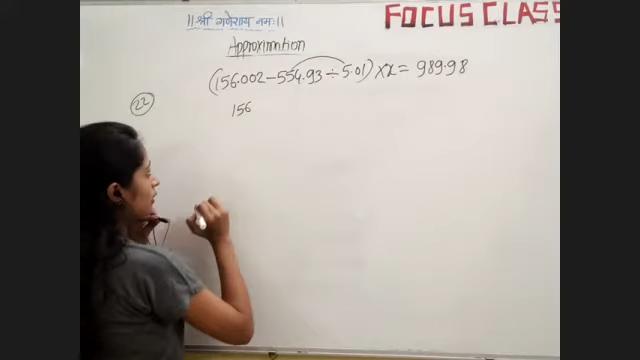 ॥ श्री गणेशाय नमः ॥
FOCUS CLASS
Approximation
(156.002 - 554.93 ÷ 5.01) × x = 989.98
22
156